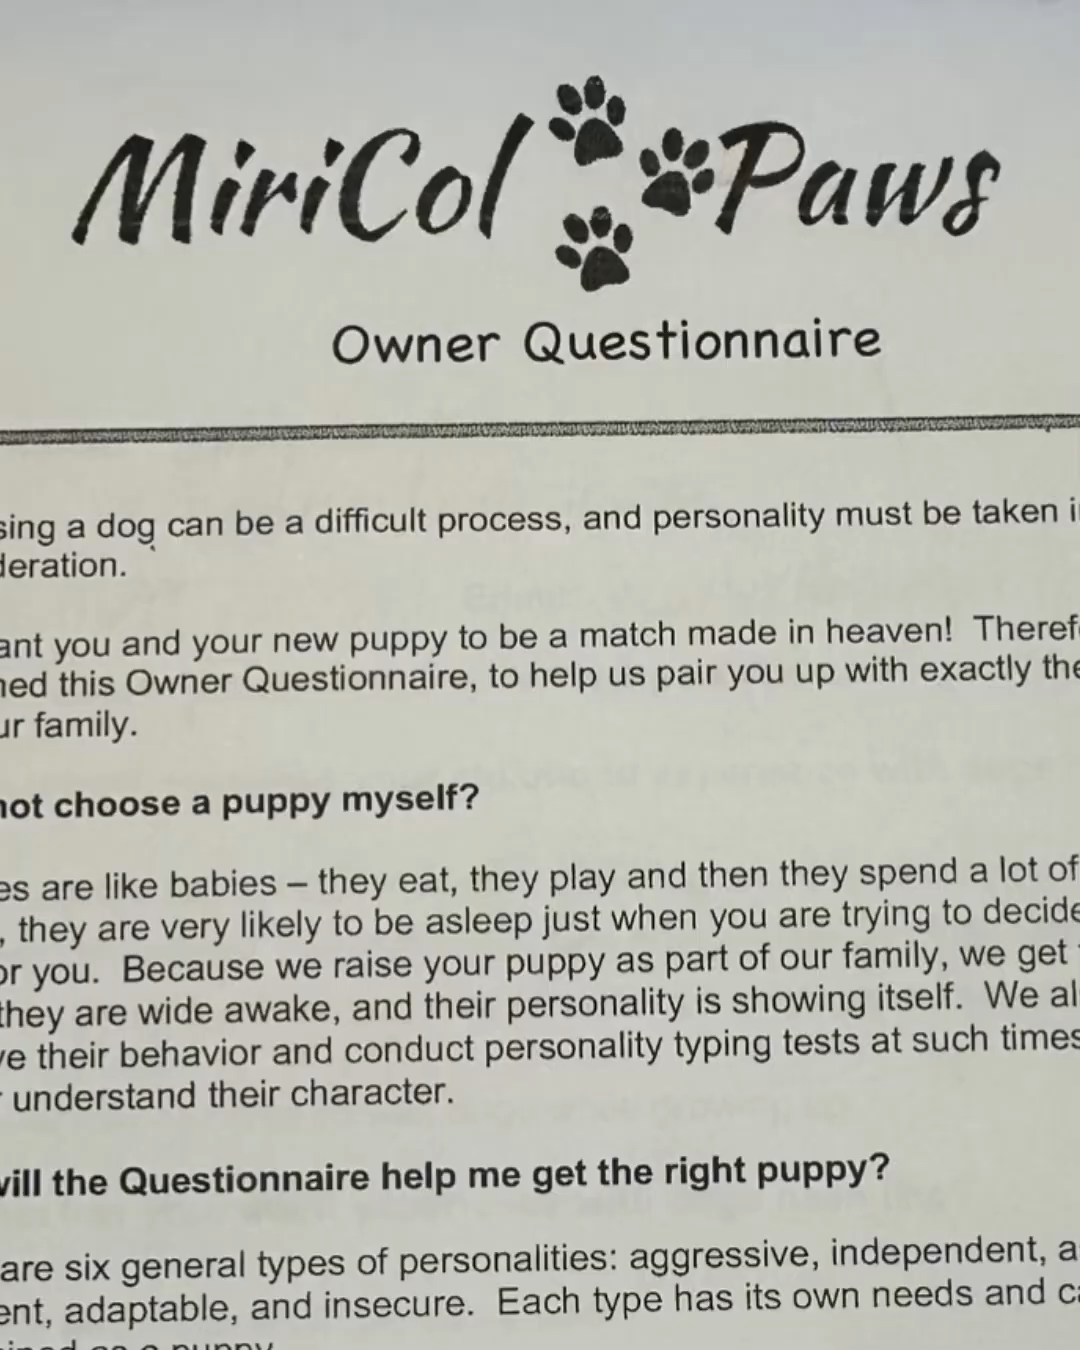 MiriCol Paws
Owner Questionnaire
sing a dog can be a difficult process, and personality must be taken i
deration.
ant you and your new puppy to be a match made in heaven!  Theref
ned this Owner Questionnaire, to help us pair you up with exactly the
ur family.
not choose a puppy myself?
es are like babies – they eat, they play and then they spend a lot of
, they are very likely to be asleep just when you are trying to decide
or you.  Because we raise your puppy as part of our family, we get
they are wide awake, and their personality is showing itself.  We al
ve their behavior and conduct personality typing tests at such times
understand their character.
will the Questionnaire help me get the right puppy?
are six general types of personalities: aggressive, independent, a
ent, adaptable, and insecure.  Each type has its own needs and ca
ined as a puppy